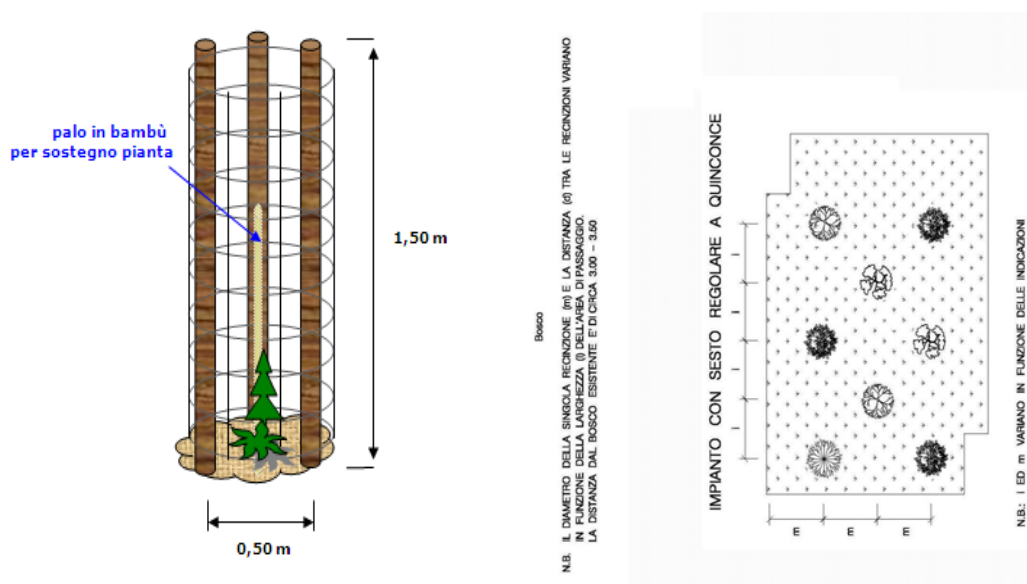 palo in bambù
per sostegno pianta
1,50 m
0,50 m
Bosco
N.B. IL DIAMETRO DELLA SINGOLA RECINZIONE (m) E LA DISTANZA (d) TRA LE RECINZIONI VARIANO
IN FUNZIONE DELLA LARGHEZZA (l) DELL'AREA DI PASSAGGIO.
LA DISTANZA DAL BOSCO ESISTENTE E' DI CIRCA 3.00 - 3.50
IMPIANTO CON SESTO REGOLARE A QUINCONCE
l
l
l
l
m
m
m
N.B.: l ED m VARIANO IN FUNZIONE DELLE INDICAZIONI